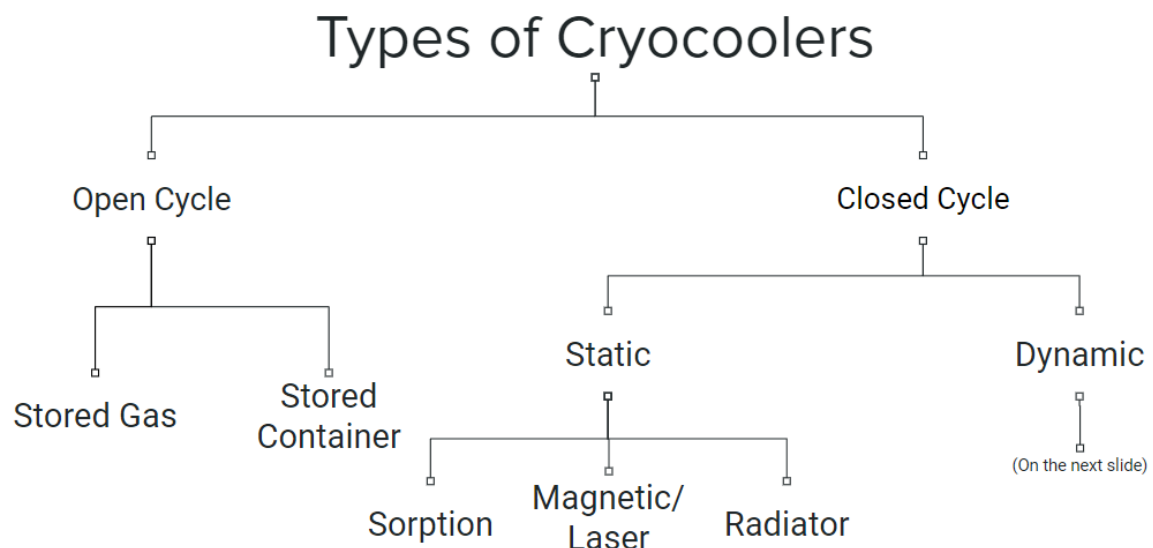 Types of Cryocoolers
Open Cycle
Closed Cycle
Static
Dynamic
Stored Gas
Stored
Container
(On the next slide)
Sorption
Magnetic/
Laser
Radiator